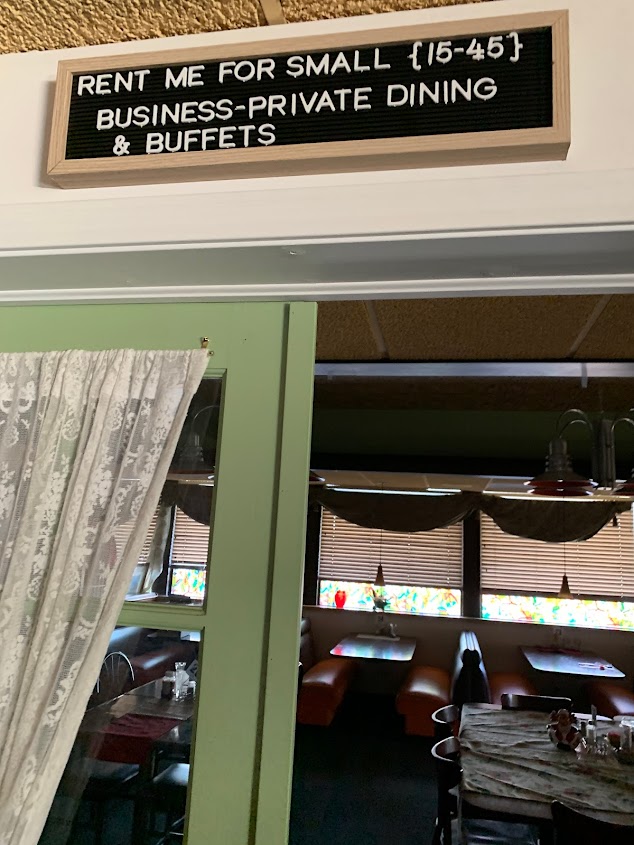 RENT ME FOR SMALL {15-45}
BUSINESS-PRIVATE DINING
& BUFFETS